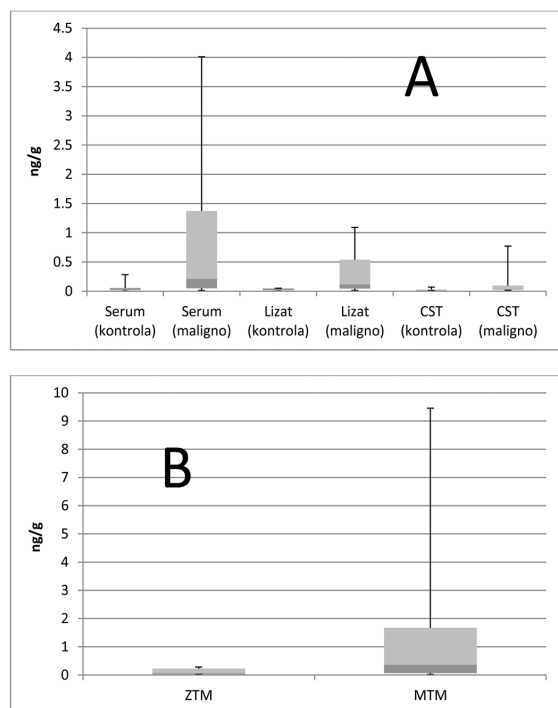 A
ng/g
4.5
4
3.5
3
2.5
2
1.5
1
0.5
0
Serum (kontrola)
Serum (maligno)
Lizat (kontrola)
Lizat (maligno)
CST (kontrola)
CST (maligno)
B
ng/g
10
9
8
7
6
5
4
3
2
1
0
ZTM
MTM